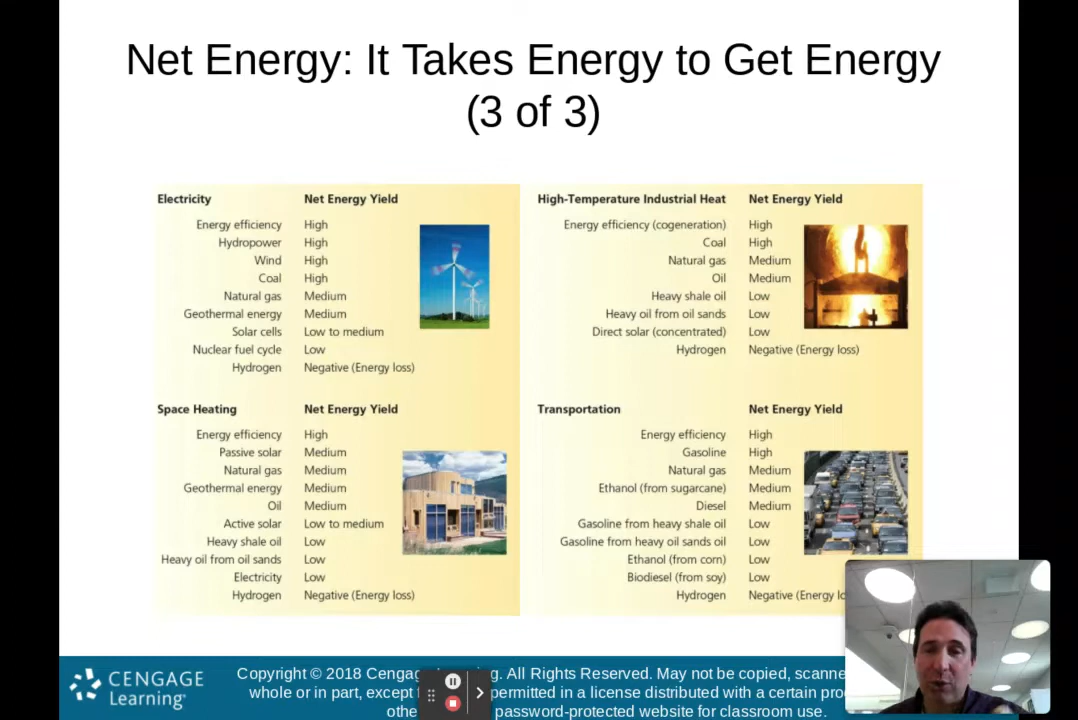 Net Energy: It Takes Energy to Get Energy
(3 of 3)
Electricity Net Energy Yield
Energy efficiency High
Hydropower High
Wind High
Coal High
Natural gas Medium
Geothermal energy Medium
Solar cells Low to medium
Nuclear fuel cycle Low
Hydrogen Negative (Energy loss)
High-Temperature Industrial Heat Net Energy Yield
Energy efficiency (cogeneration) High
Coal High
Natural gas Medium
Oil Medium
Heavy shale oil Low
Heavy oil from oil sands Low
Direct solar (concentrated) Low
Hydrogen Negative (Energy loss)
Space Heating Net Energy Yield
Energy efficiency High
Passive solar Medium
Natural gas Medium
Geothermal energy Medium
Oil Medium
Active solar Low to medium
Heavy shale oil Low
Heavy oil from oil sands Low
Electricity Low
Hydrogen Negative (Energy loss)
Transportation Net Energy Yield
Energy efficiency High
Gasoline High
Natural gas Medium
Ethanol (from sugarcane) Medium
Diesel Medium
Gasoline from heavy shale oil Low
Gasoline from heavy oil sands oil Low
Ethanol (from corn) Low
Biodiesel (from soy) Low
Hydrogen Negative (Energy
CENGAGE
Learning
Copyright © 2018 All Rights Reserved. May not be copied,
whole or in part, except permitted in a license distributed with a certain
password-protected website for classroom use.